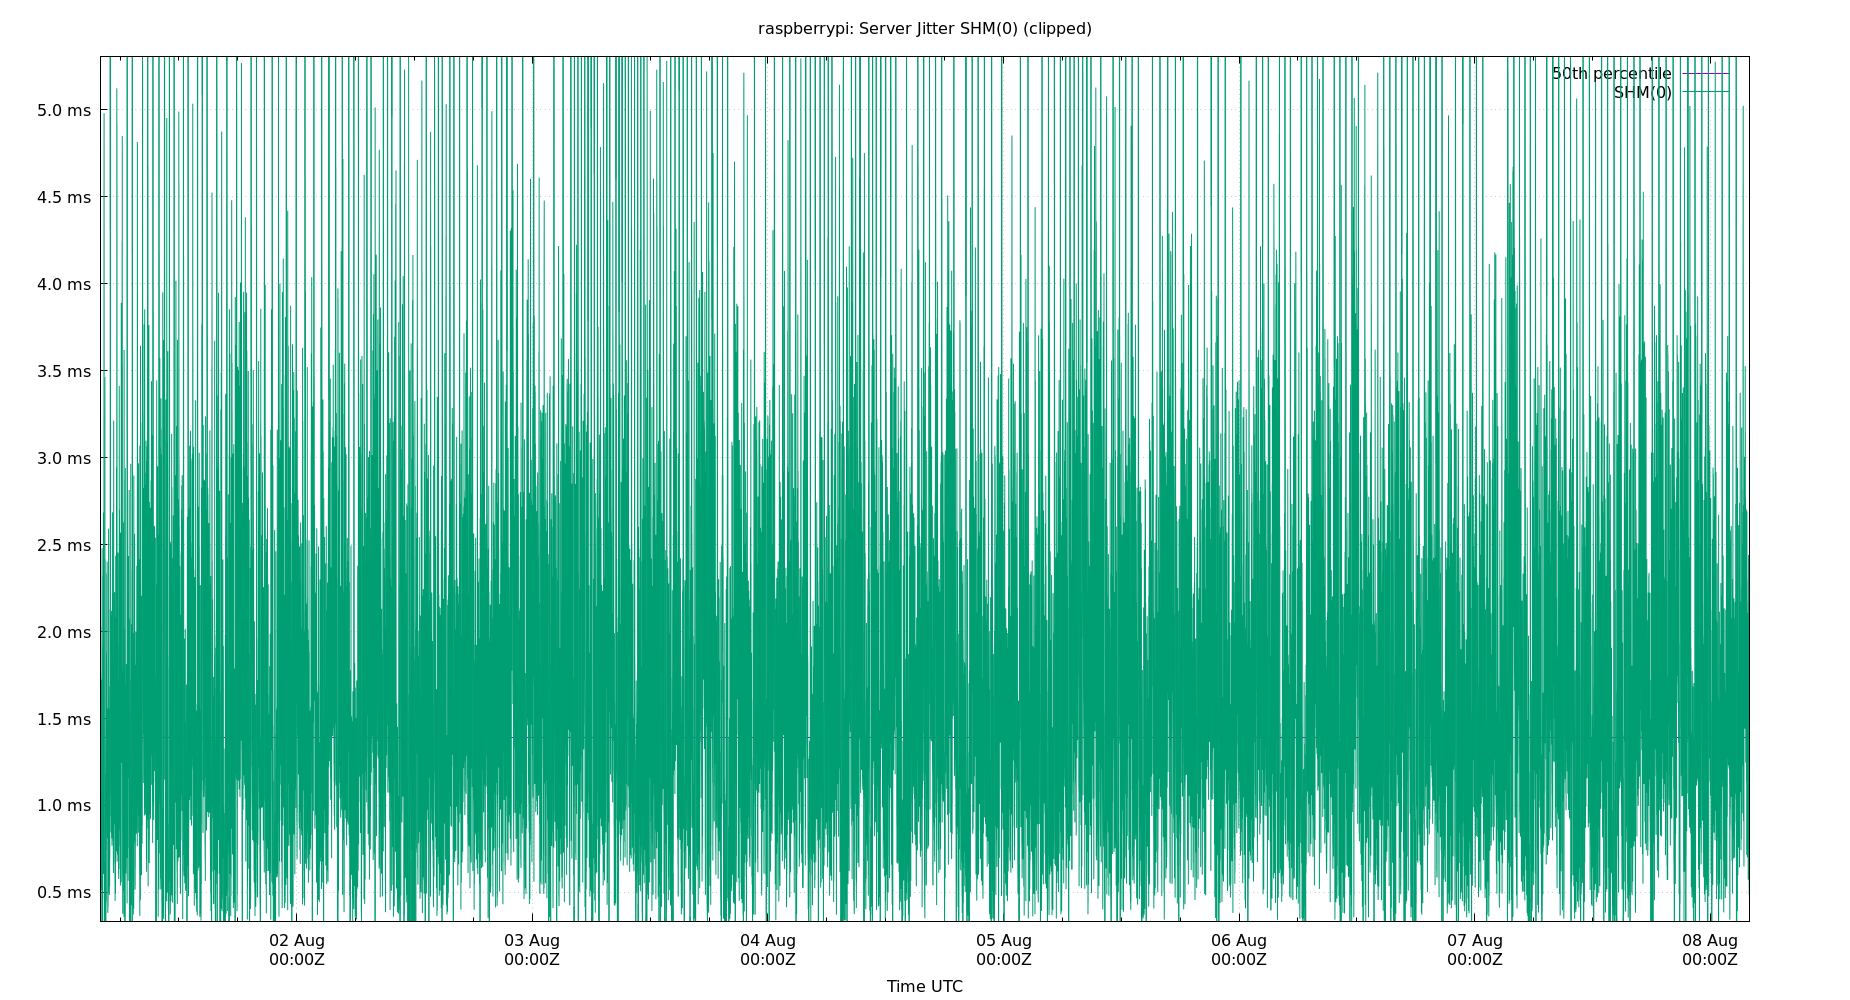 raspberrypi: Server Jitter SHM(0) (clipped)
50th percentile
SHM(0)
5.0 ms
4.5 ms
4.0 ms
3.5 ms
3.0 ms
2.5 ms
2.0 ms
1.5 ms
1.0 ms
0.5 ms
02 Aug 03 Aug 04 Aug 05 Aug 06 Aug 07 Aug 08 Aug
00:00Z 00:00Z 00:00Z 00:00Z 00:00Z 00:00Z 00:00Z
Time UTC